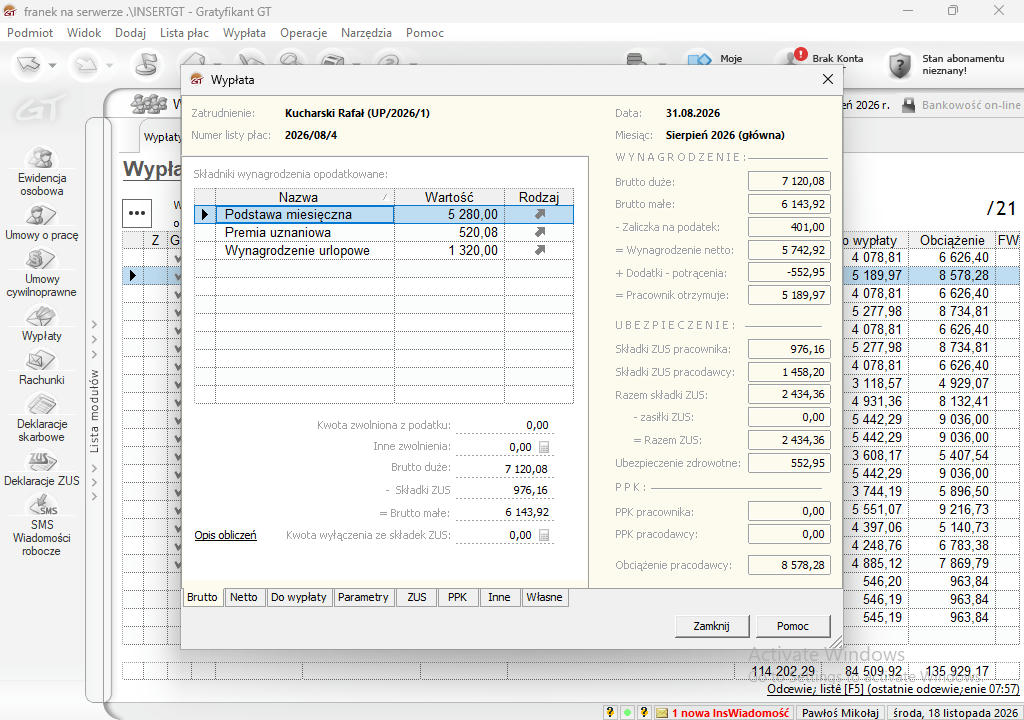 franek na serwerze .\INSERTGT - Gratyfikant GT
Podmiot Widok Dodaj Lista płac Wypłata Operacje Narzędzia Pomoc
Moje
Brak Konta
Stan abonamentu
nieznany!
GT
Ewidencja
osobowa
Umowy o pracę
Umowy
cywilnoprawne
Wypłaty
Rachunki
Deklaracje
skarbowe
Deklaracje ZUS
SMS
Wiadomości
robocze
Lista modułów
2026 r.
Bankowość on-line
Wypłata
Zatrudnienie: Kucharski Rafał (UP/2026/1)
Numer listy płac: 2026/08/4
Data: 31.08.2026
Miesiąc: Sierpień 2026 (główna)
Składniki wynagrodzenia opodatkowane:
Nazwa Wartość Rodzaj
Podstawa miesięczna 5 280,00
Premia uznaniowa 520,08
Wynagrodzenie urlopowe 1 320,00
Kwota zwolniona z podatku: 0,00
Inne zwolnienia: 0,00
Brutto duże: 7 120,08
- Składki ZUS 976,16
= Brutto małe: 6 143,92
Opis obliczeń
Kwota wyłączenia ze składek ZUS: 0,00
WYNAGRODZENIE:
Brutto duże: 7 120,08
Brutto małe: 6 143,92
- Zaliczka na podatek: 401,00
= Wynagrodzenie netto: 5 742,92
+ Dodatki - potrącenia: -552,95
= Pracownik otrzymuje: 5 189,97
UBEZPIECZENIE:
Składki ZUS pracownika: 976,16
Składki ZUS pracodawcy: 1 458,20
Razem składki ZUS: 2 434,36
- zasiłki ZUS: 0,00
= Razem ZUS: 2 434,36
Ubezpieczenie zdrowotne: 552,95
PPK:
PPK pracownika: 0,00
PPK pracodawcy: 0,00
Obciążenie pracodawcy: 8 578,28
Brutto Netto Do wypłaty Parametry ZUS PPK Inne Własne
Zamknij Pomoc
/21
Z G o wypłaty Obciążenie FW
4 078,81 6 626,40
5 189,97 8 578,28
4 078,81 6 626,40
5 277,98 8 734,81
4 078,81 6 626,40
5 277,98 8 734,81
4 078,81 6 626,40
3 118,57 4 929,07
4 931,36 8 132,41
5 442,29 9 036,00
5 442,29 9 036,00
3 608,17 5 407,54
5 442,29 9 036,00
3 744,19 5 896,50
5 551,07 9 216,73
4 397,06 5 140,73
4 248,76 6 783,38
4 885,12 7 869,79
546,20 963,84
546,19 963,84
545,19 963,84
114 202,29 84 509,92 135 929,17
Activate Windows
Go to Settings to activate Windows.
Odśwież listę [F5] (ostatnie odświeżenie 07:57)
1 nowa InsWiadomość
Pawłoś Mikołaj
środa, 18 listopada 2026